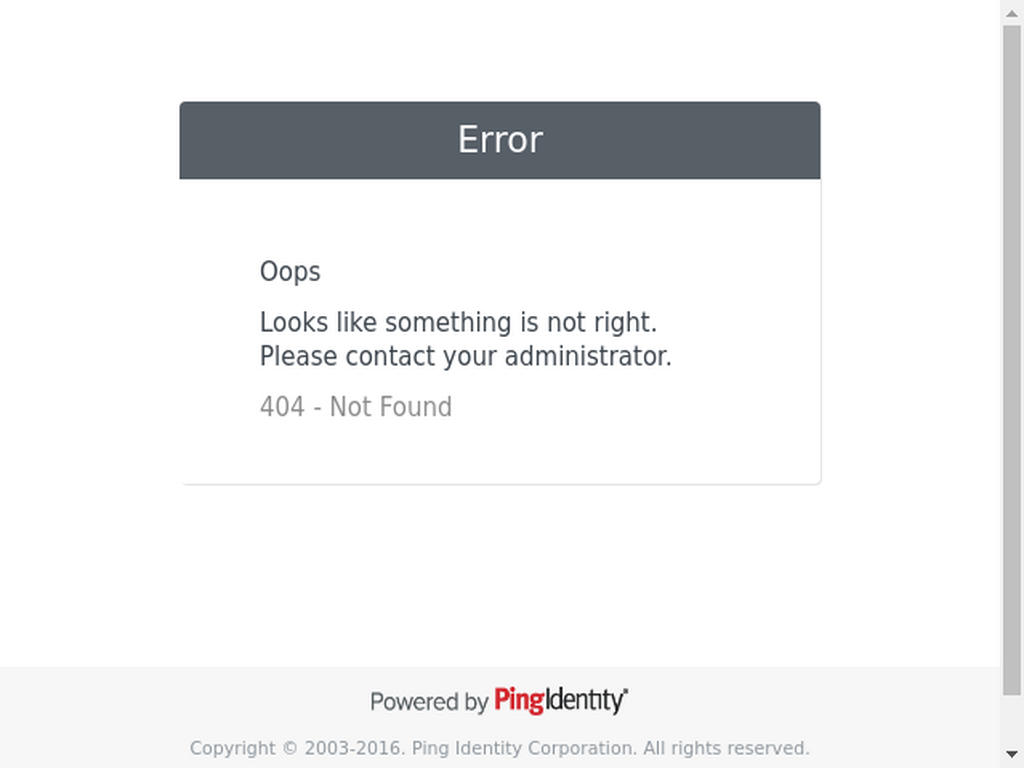 Error
Oops
Looks like something is not right.
Please contact your administrator.
404 - Not Found
Powered by PingIdentity®
Copyright © 2003-2016. Ping Identity Corporation. All rights reserved.